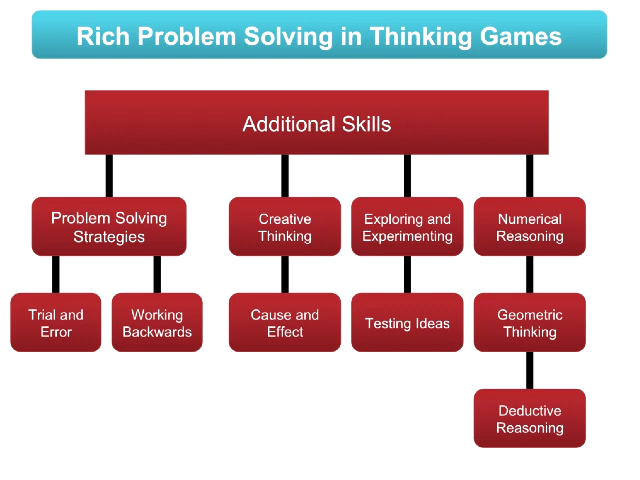 Rich Problem Solving in Thinking Games
Additional Skills
Problem Solving
Strategies
Creative
Thinking
Exploring and
Experimenting
Numerical
Reasoning
Trial and
Error
Working
Backwards
Cause and
Effect
Testing Ideas
Geometric
Thinking
Deductive
Reasoning